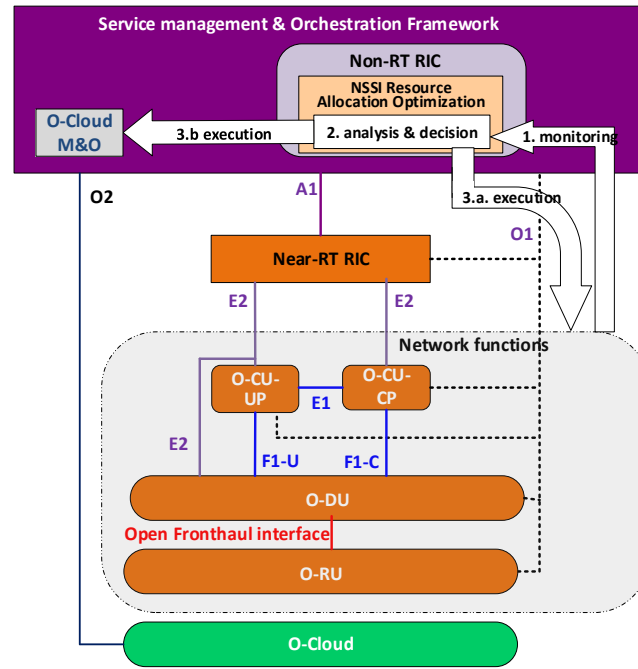 Service management & Orchestration Framework
Non-RT RIC
NSSI Resource
Allocation Optimization
O-Cloud
M&O
3.b execution
2. analysis & decision
1. monitoring
O2
A1
3.a. execution
O1
Near-RT RIC
E2
E2
Network functions
O-CU-
UP
O-CU-
CP
E1
E2
F1-U
F1-C
O-DU
Open Fronthaul interface
O-RU
O-Cloud